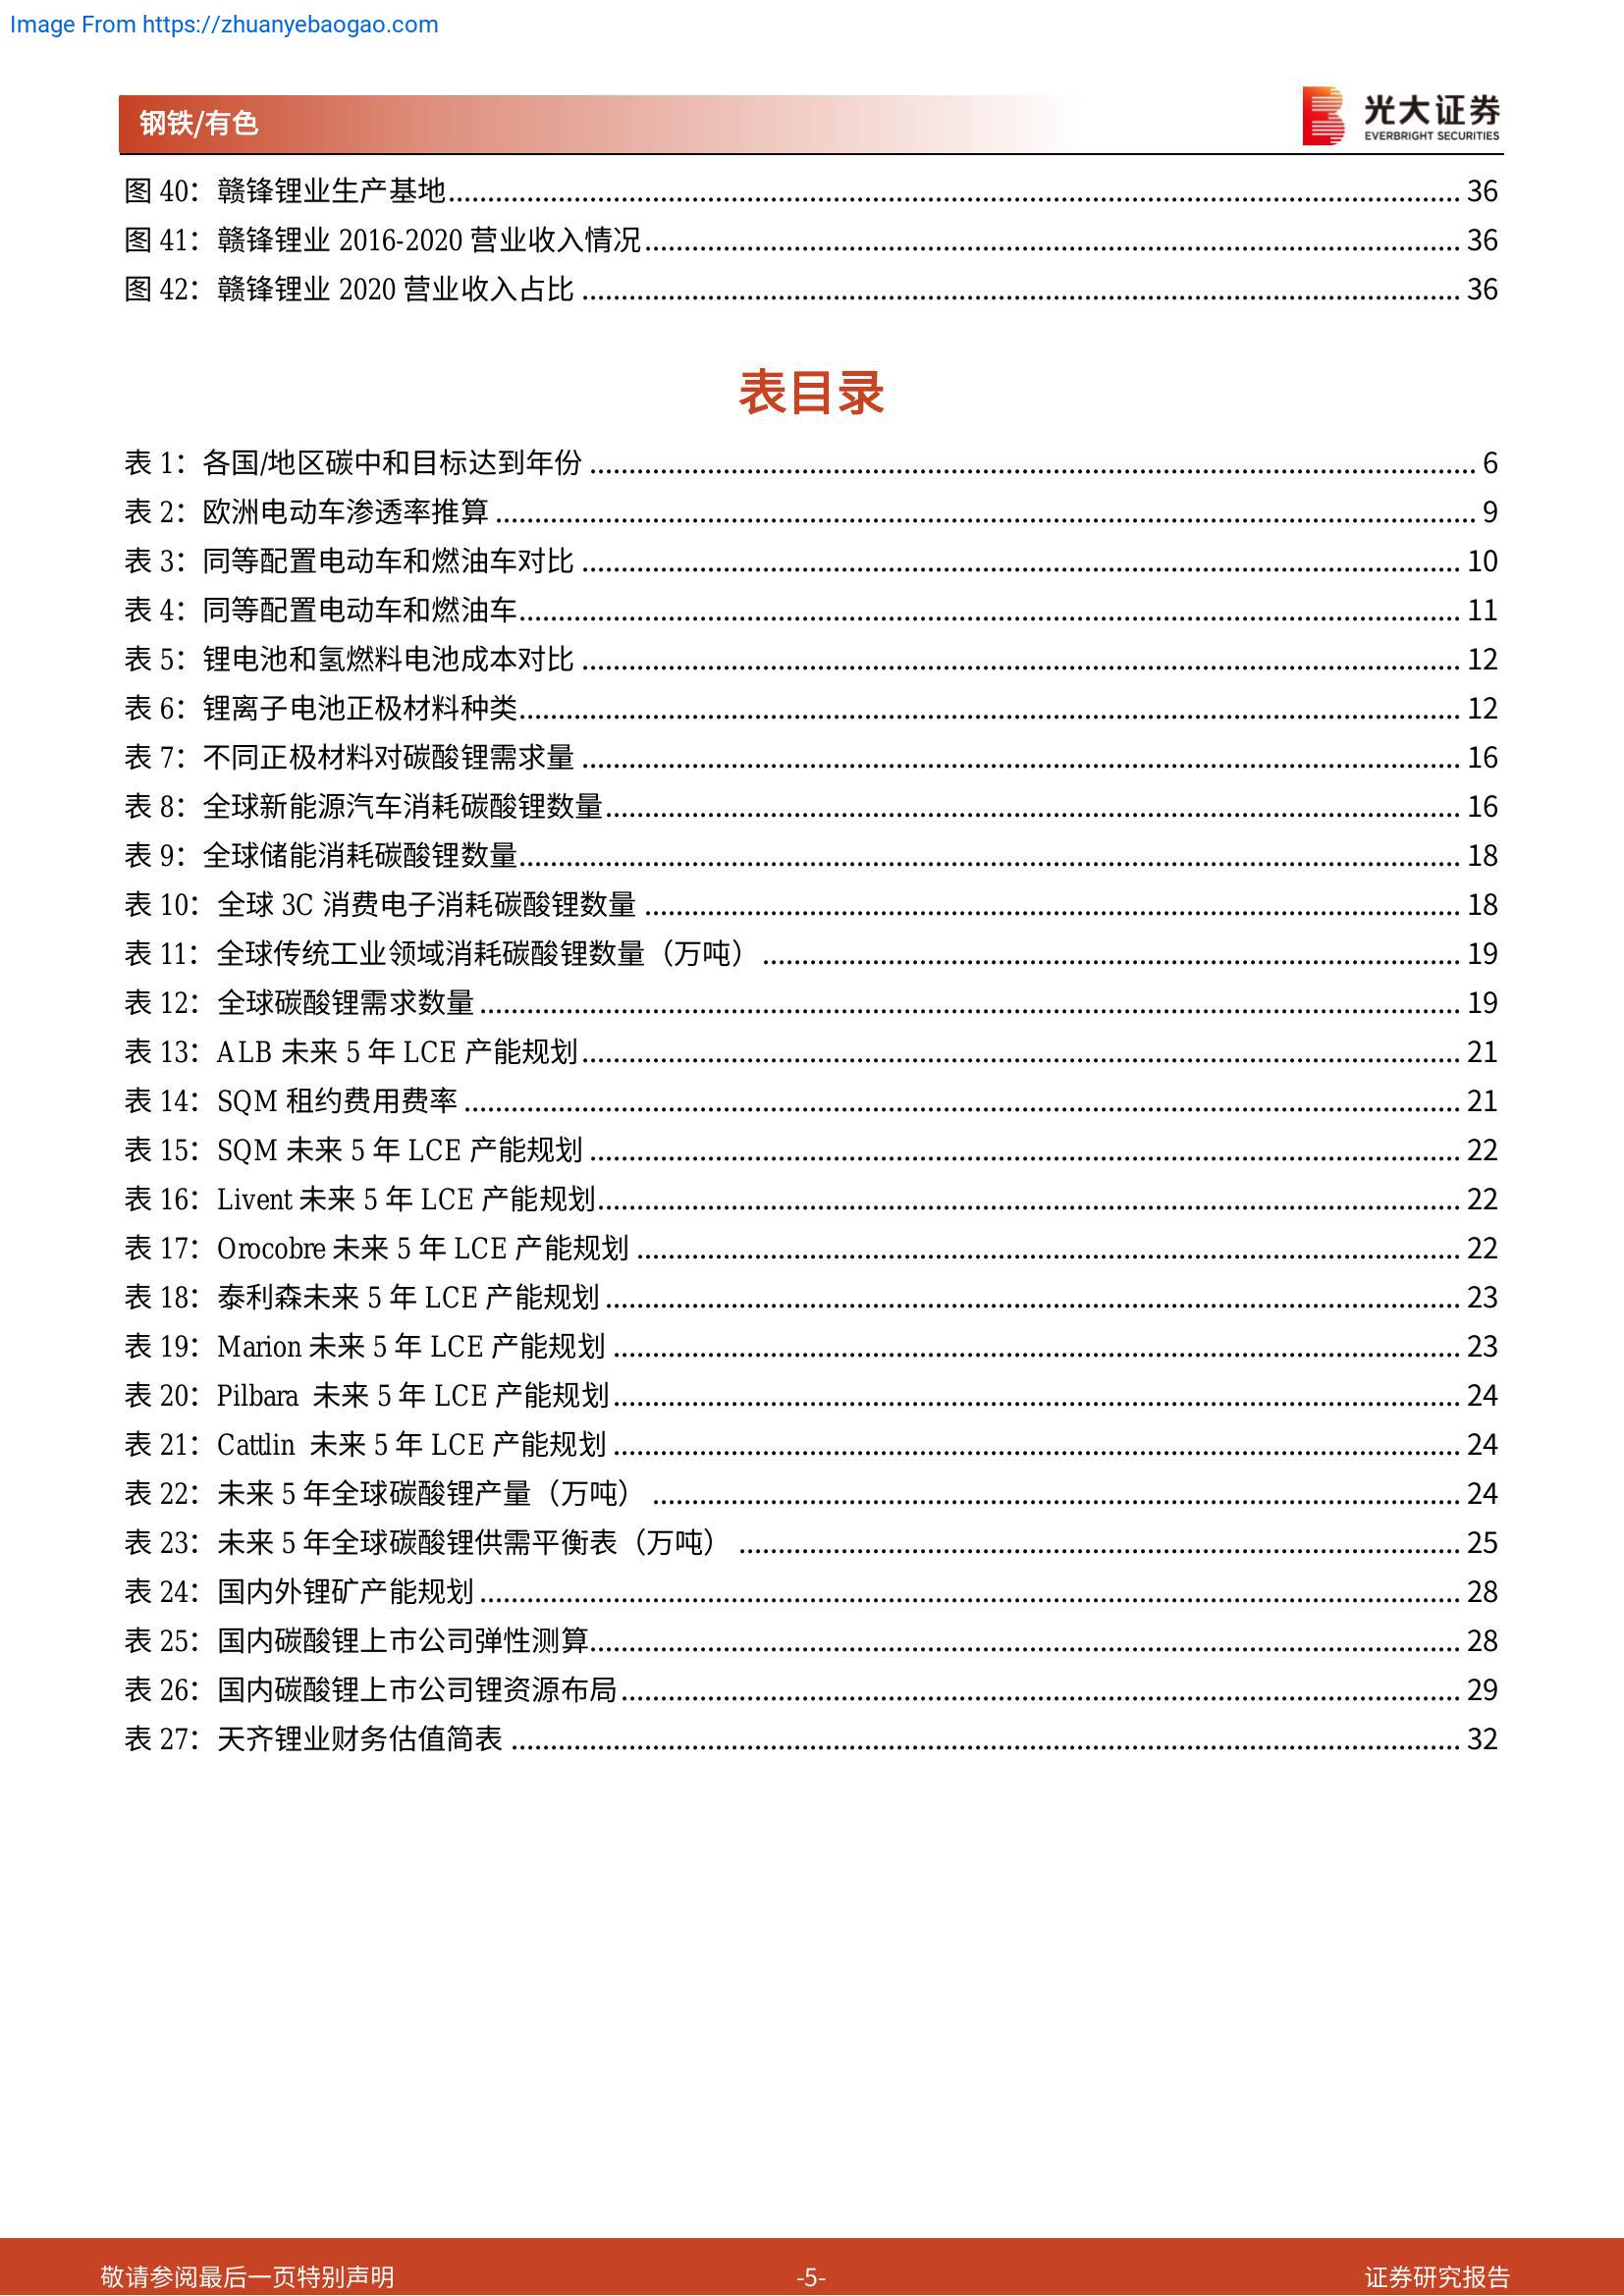 Image From https://zhuanyebaogao.com
钢铁/有色
光大证券
EVERBRIGHT SECURITIES
图 40：赣锋锂业生产基地 36
图 41：赣锋锂业 2016-2020 营业收入情况 36
图 42：赣锋锂业 2020 营业收入占比 36
表目录
表 1：各国/地区碳中和目标达到年份 6
表 2：欧洲电动车渗透率推算 9
表 3：同等配置电动车和燃油车对比 10
表 4：同等配置电动车和燃油车 11
表 5：锂电池和氢燃料电池成本对比 12
表 6：锂离子电池正极材料种类 12
表 7：不同正极材料对碳酸锂需求量 16
表 8：全球新能源汽车消耗碳酸锂数量 16
表 9：全球储能消耗碳酸锂数量 18
表 10：全球 3C 消费电子消耗碳酸锂数量 18
表 11：全球传统工业领域消耗碳酸锂数量（万吨） 19
表 12：全球碳酸锂需求数量 19
表 13：ALB 未来 5 年 LCE 产能规划 21
表 14：SQM 租约费用费率 21
表 15：SQM 未来 5 年 LCE 产能规划 22
表 16：Livent 未来 5 年 LCE 产能规划 22
表 17：Orocobre 未来 5 年 LCE 产能规划 22
表 18：泰利森未来 5 年 LCE 产能规划 23
表 19：Marion 未来 5 年 LCE 产能规划 23
表 20：Pilbara 未来 5 年 LCE 产能规划 24
表 21：Cattlin 未来 5 年 LCE 产能规划 24
表 22：未来 5 年全球碳酸锂产量（万吨） 24
表 23：未来 5 年全球碳酸锂供需平衡表（万吨） 25
表 24：国内外锂矿产能规划 28
表 25：国内碳酸锂上市公司弹性测算 28
表 26：国内碳酸锂上市公司锂资源布局 29
表 27：天齐锂业财务估值简表 32
敬请参阅最后一页特别声明 -5- 证券研究报告